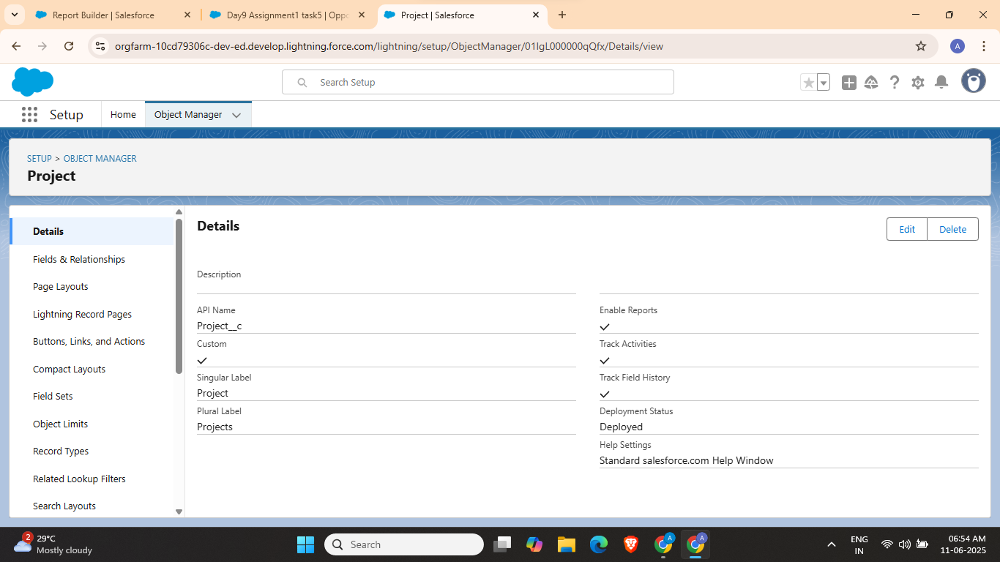 Report Builder | Salesforce
Day9 Assignment1 task5 | Oppo
Project | Salesforce
orgfarm-10cd79306c-dev-ed.develop.lightning.force.com/lightning/setup/ObjectManager/01IgL000000qQfx/Details/view
A
Search Setup
Setup
Home
Object Manager
SETUP > OBJECT MANAGER
Project
Details
Fields & Relationships
Page Layouts
Lightning Record Pages
Buttons, Links, and Actions
Compact Layouts
Field Sets
Object Limits
Record Types
Related Lookup Filters
Search Layouts
Details
Edit
Delete
Description
API Name
Project__c
Custom
Singular Label
Project
Plural Label
Projects
Enable Reports
Track Activities
Track Field History
Deployment Status
Deployed
Help Settings
Standard salesforce.com Help Window
2
29°C
Mostly cloudy
Search
A
A
ENG
IN
06:54 AM
11-06-2025